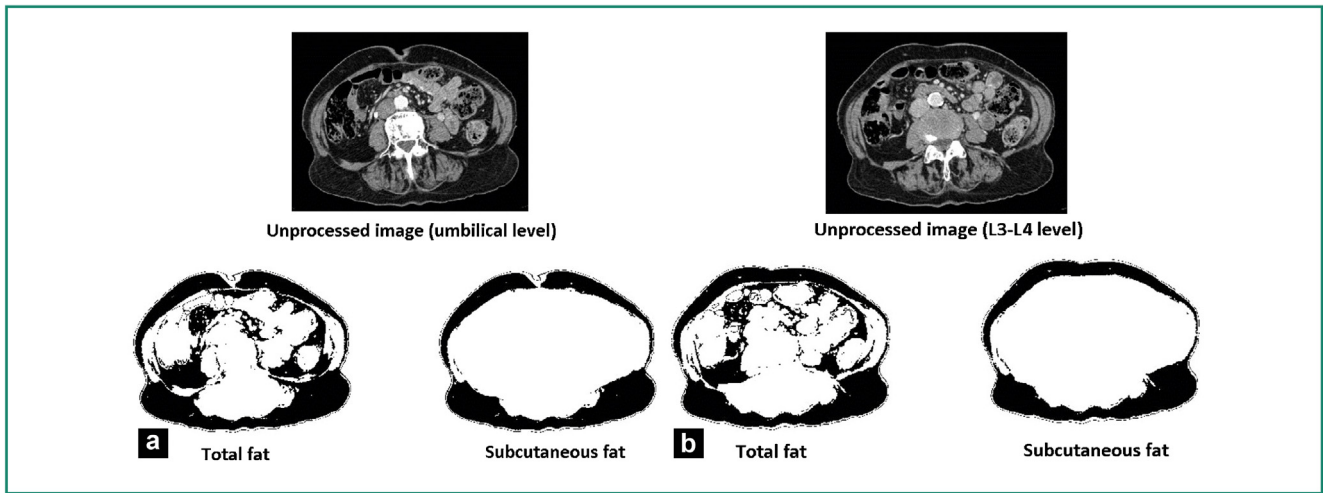 Unprocessed image (umbilical level)
Unprocessed image (L3-L4 level)
a
Total fat
Subcutaneous fat
b
Total fat
Subcutaneous fat